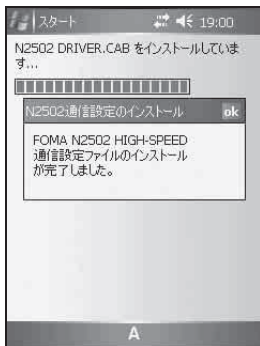 スタート 19:00
N2502 DRIVER.CAB をインストールしていま
す...
N2502通信設定のインストール ok
FOMA N2502 HIGH-SPEED
通信設定ファイルのインストール
が完了しました。
A